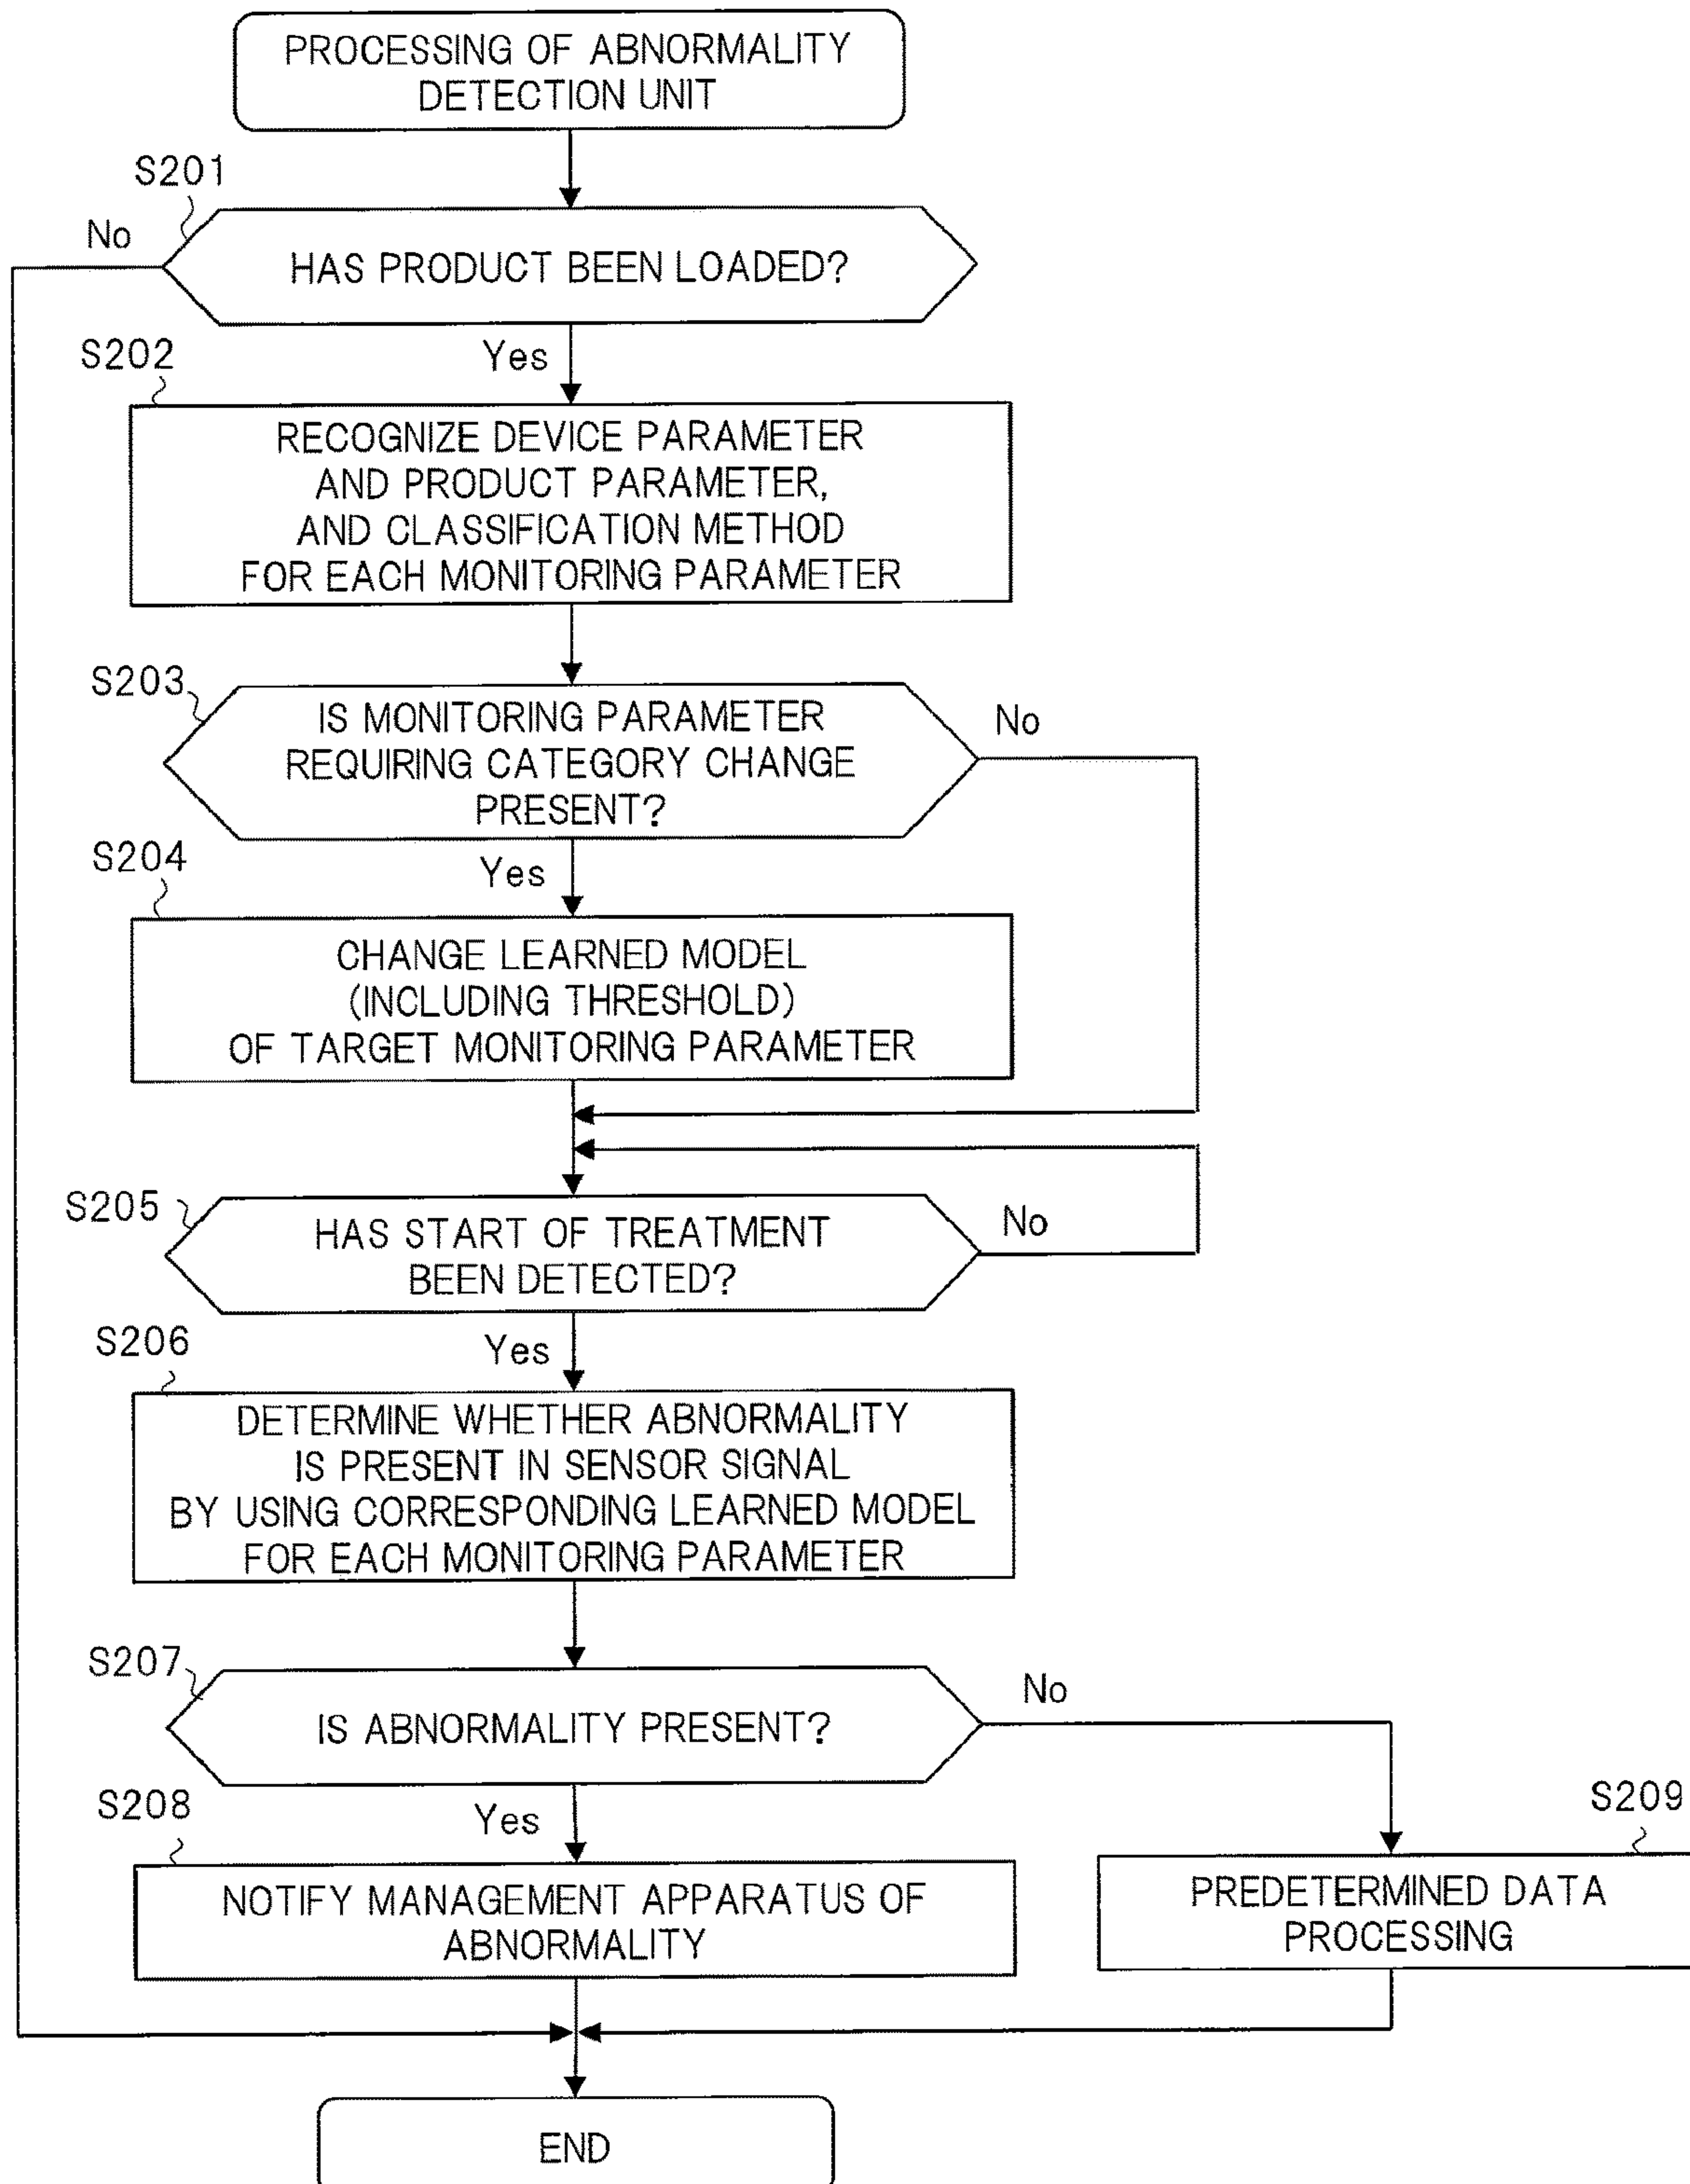 PROCESSING OF ABNORMALITY
DETECTION UNIT
S201
No
HAS PRODUCT BEEN LOADED?
Yes
S202
RECOGNIZE DEVICE PARAMETER
AND PRODUCT PARAMETER,
AND CLASSIFICATION METHOD
FOR EACH MONITORING PARAMETER
S203
IS MONITORING PARAMETER
REQUIRING CATEGORY CHANGE
PRESENT?
No
Yes
S204
CHANGE LEARNED MODEL
(INCLUDING THRESHOLD)
OF TARGET MONITORING PARAMETER
S205
HAS START OF TREATMENT
BEEN DETECTED?
No
Yes
S206
DETERMINE WHETHER ABNORMALITY
IS PRESENT IN SENSOR SIGNAL
BY USING CORRESPONDING LEARNED MODEL
FOR EACH MONITORING PARAMETER
S207
IS ABNORMALITY PRESENT?
No
Yes
S208
NOTIFY MANAGEMENT APPARATUS OF
ABNORMALITY
S209
PREDETERMINED DATA
PROCESSING
END